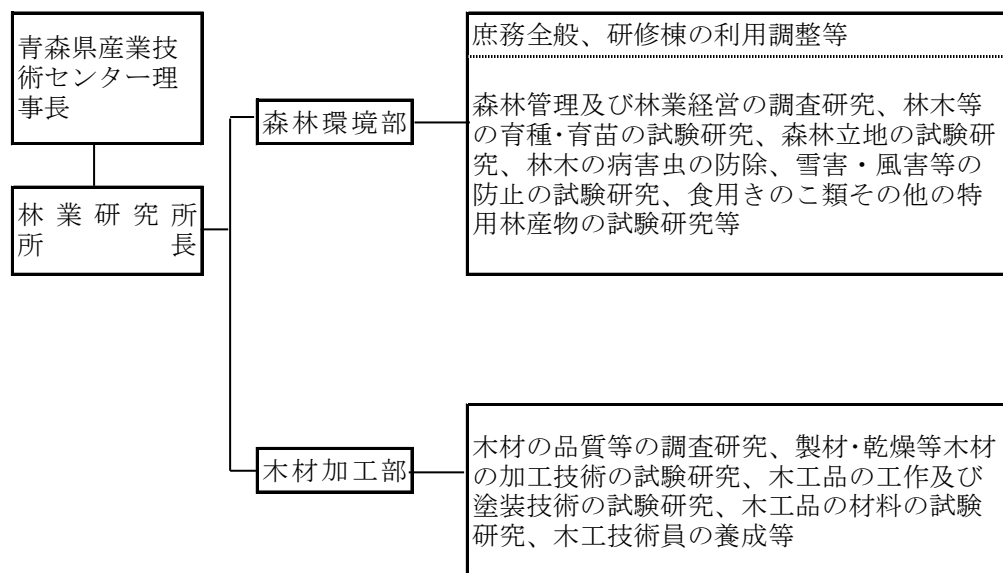 青森県産業技
術センター理
事長
林業研究所
所長
森林環境部
庶務全般、研修棟の利用調整等
森林管理及び林業経営の調査研究、林木等
の育種・育苗の試験研究、森林立地の試験研
究、林木の病害虫の防除、雪害・風害等の
防止の試験研究、食用きのこ類その他の特
用林産物の試験研究等
木材加工部
木材の品質等の調査研究、製材・乾燥等木材
の加工技術の試験研究、木工品の工作及び
塗装技術の試験研究、木工品の材料の試験
研究、木工技術員の養成等